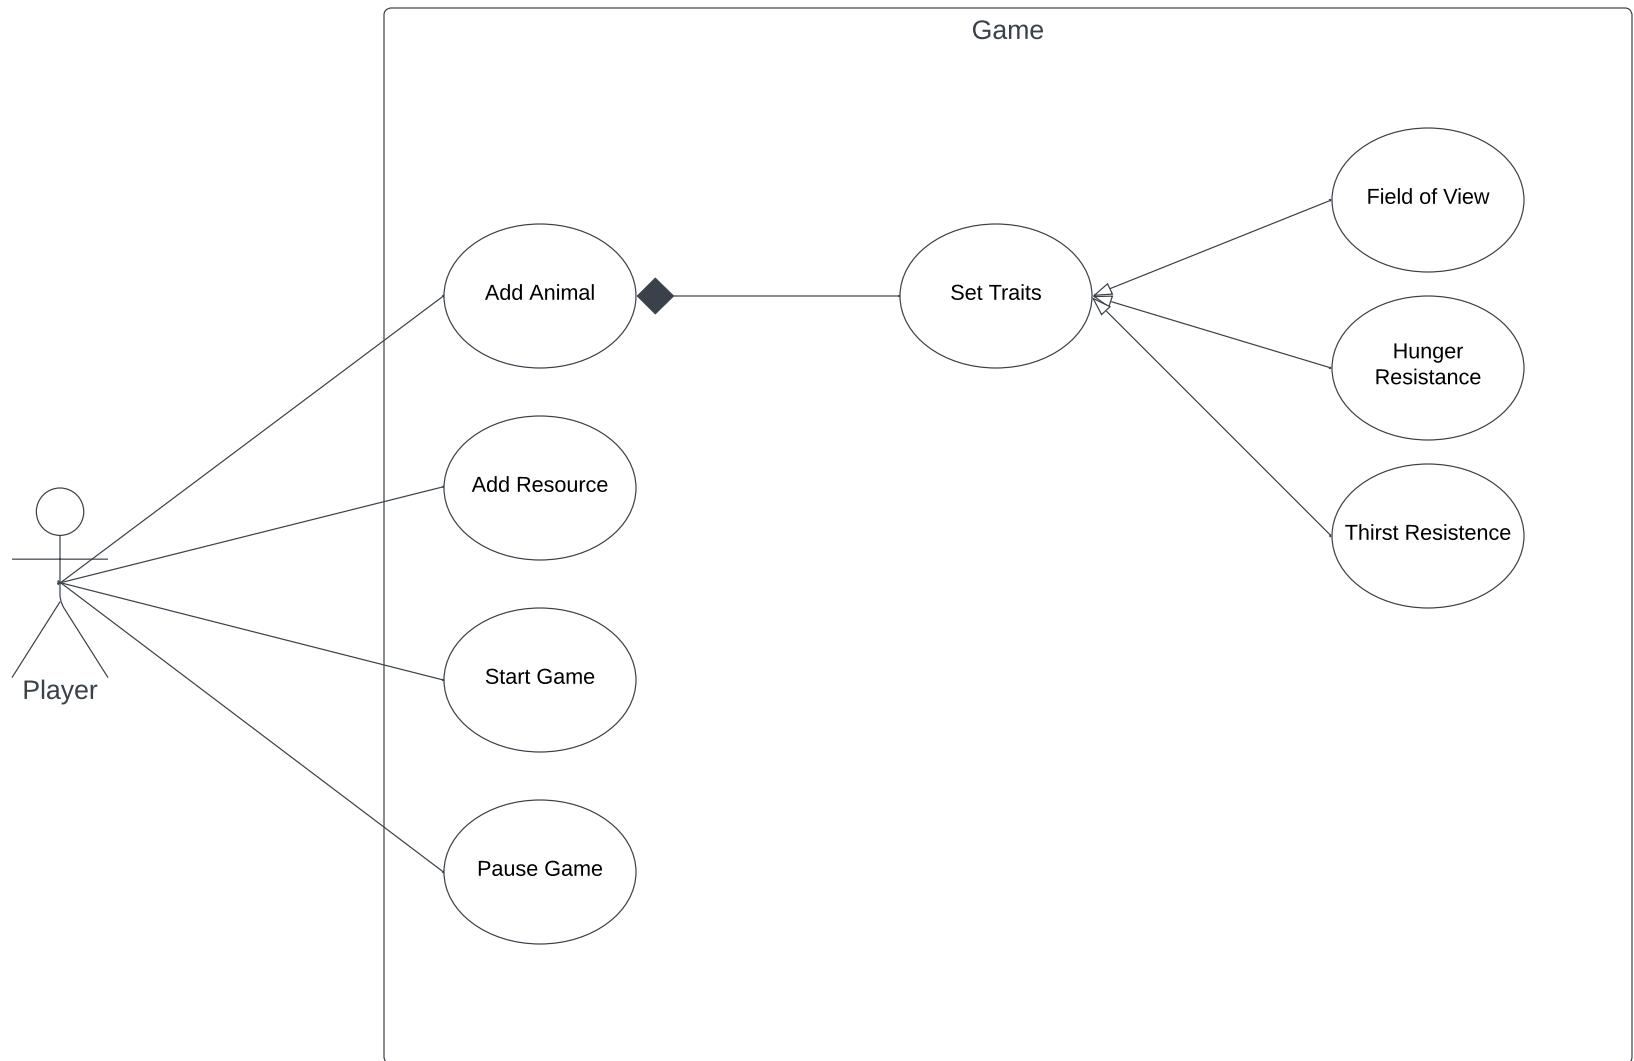 Game
Field of View
Add Animal
Set Traits
Hunger
Resistance
Add Resource
Thirst Resistence
Start Game
Player
Pause Game